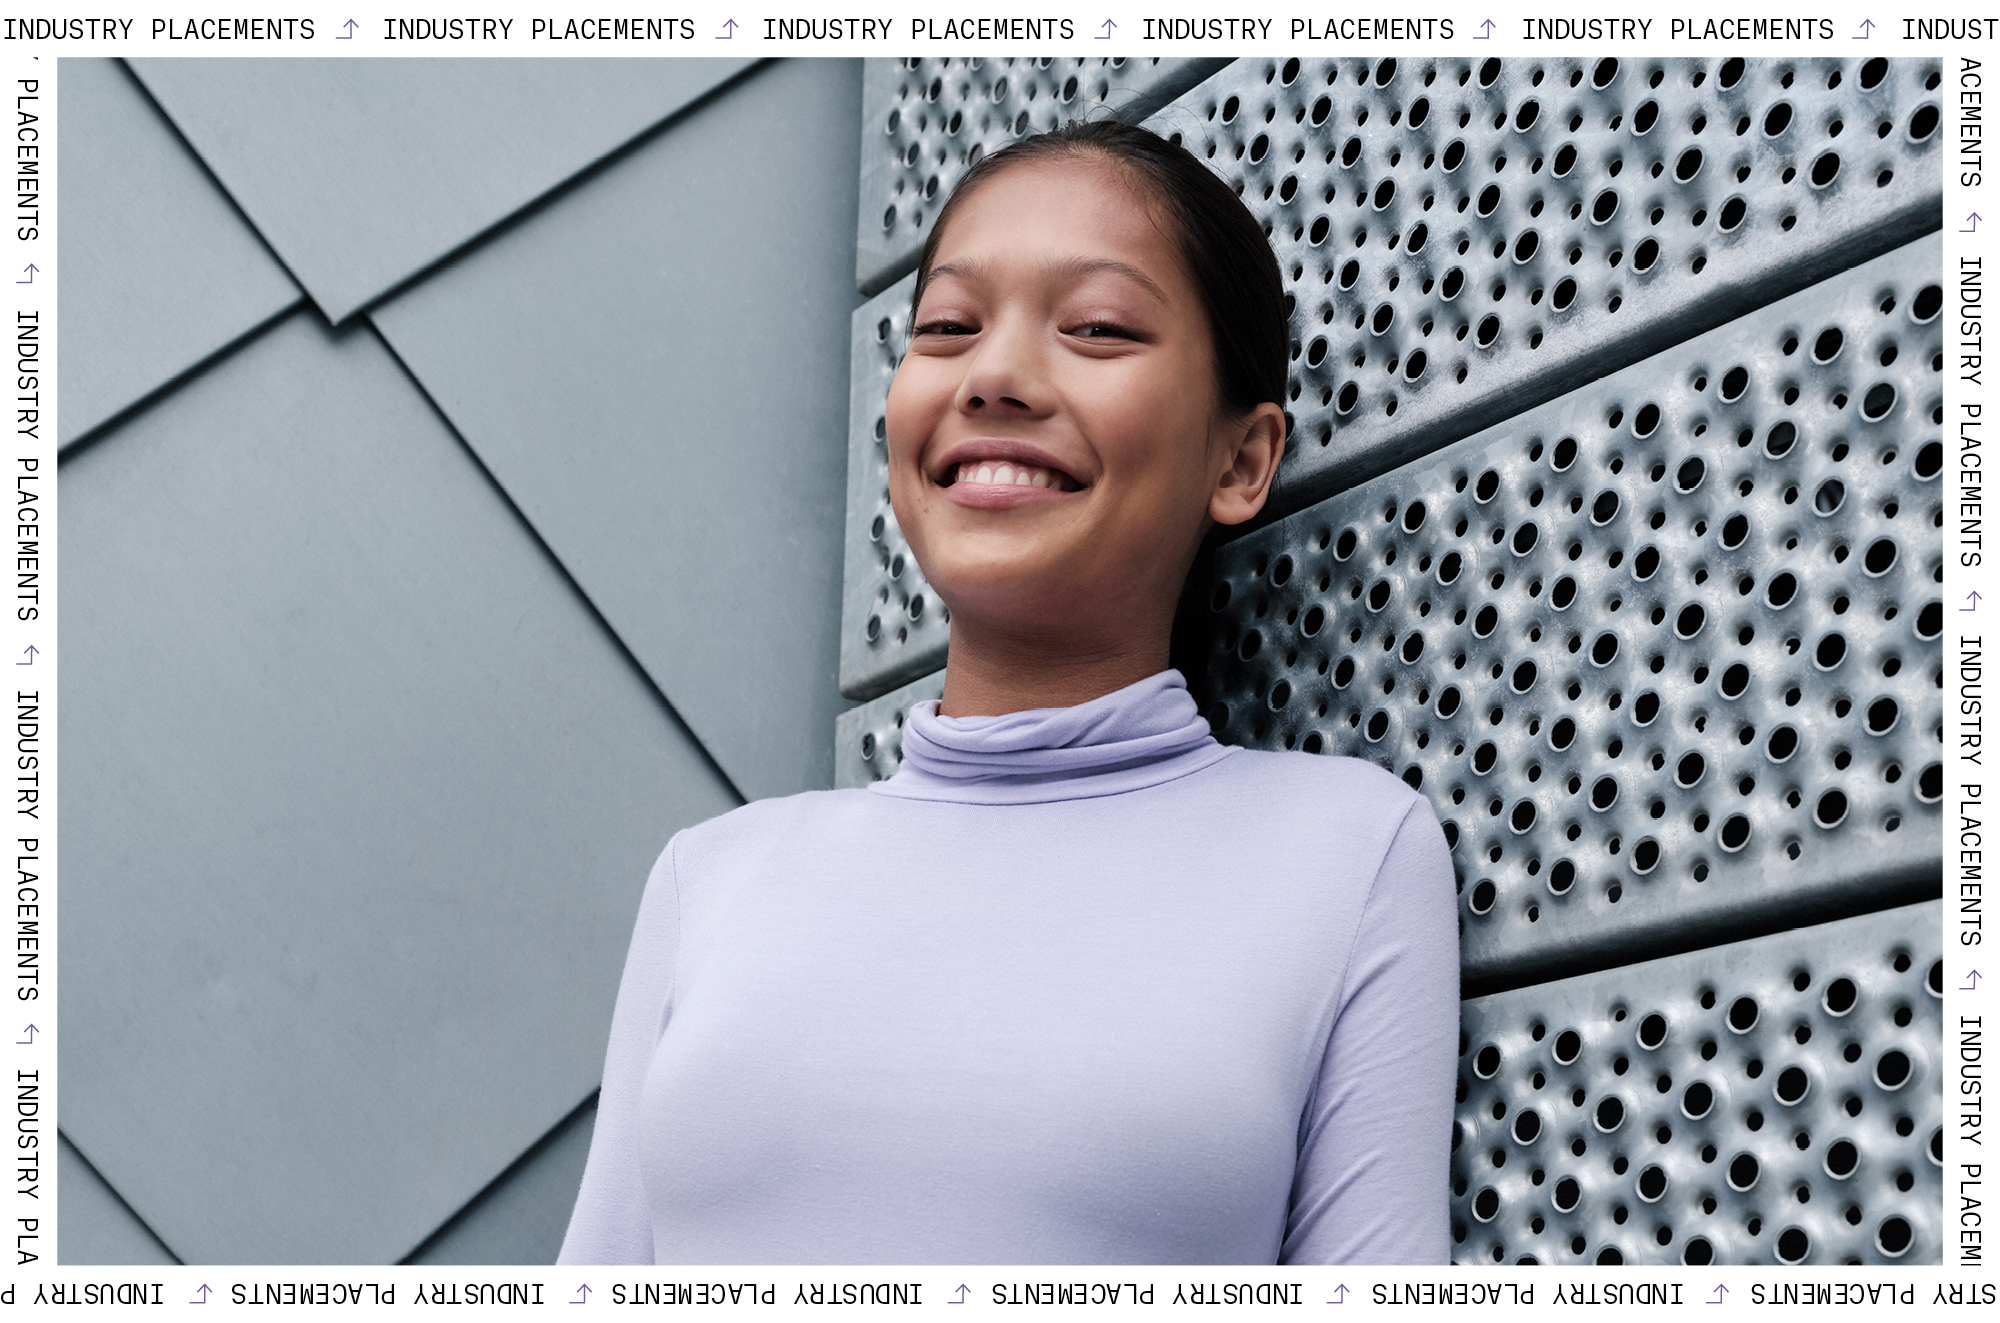 INDUSTRY PLACEMENTS ⮥ INDUSTRY PLACEMENTS ⮥ INDUSTRY PLACEMENTS ⮥ INDUSTRY PLACEMENTS ⮥ INDUSTRY PLACEMENTS ⮥ INDUST
ACEMENTS ⮥ INDUSTRY PLACEMENTS ⮥ INDUSTRY PLACEMENTS ⮥ INDUSTRY PLACEM
STRY PLACEMENTS ⮥ INDUSTRY PLACEMENTS ⮥ INDUSTRY PLACEMENTS ⮥ INDUSTRY PLACEMENTS ⮥ INDUSTRY PLACEMENTS ⮥ INDUSTRY P
PLACEMENTS ⮥ INDUSTRY PLACEMENTS ⮥ INDUSTRY PLACEMENTS ⮥ INDUSTRY PLA